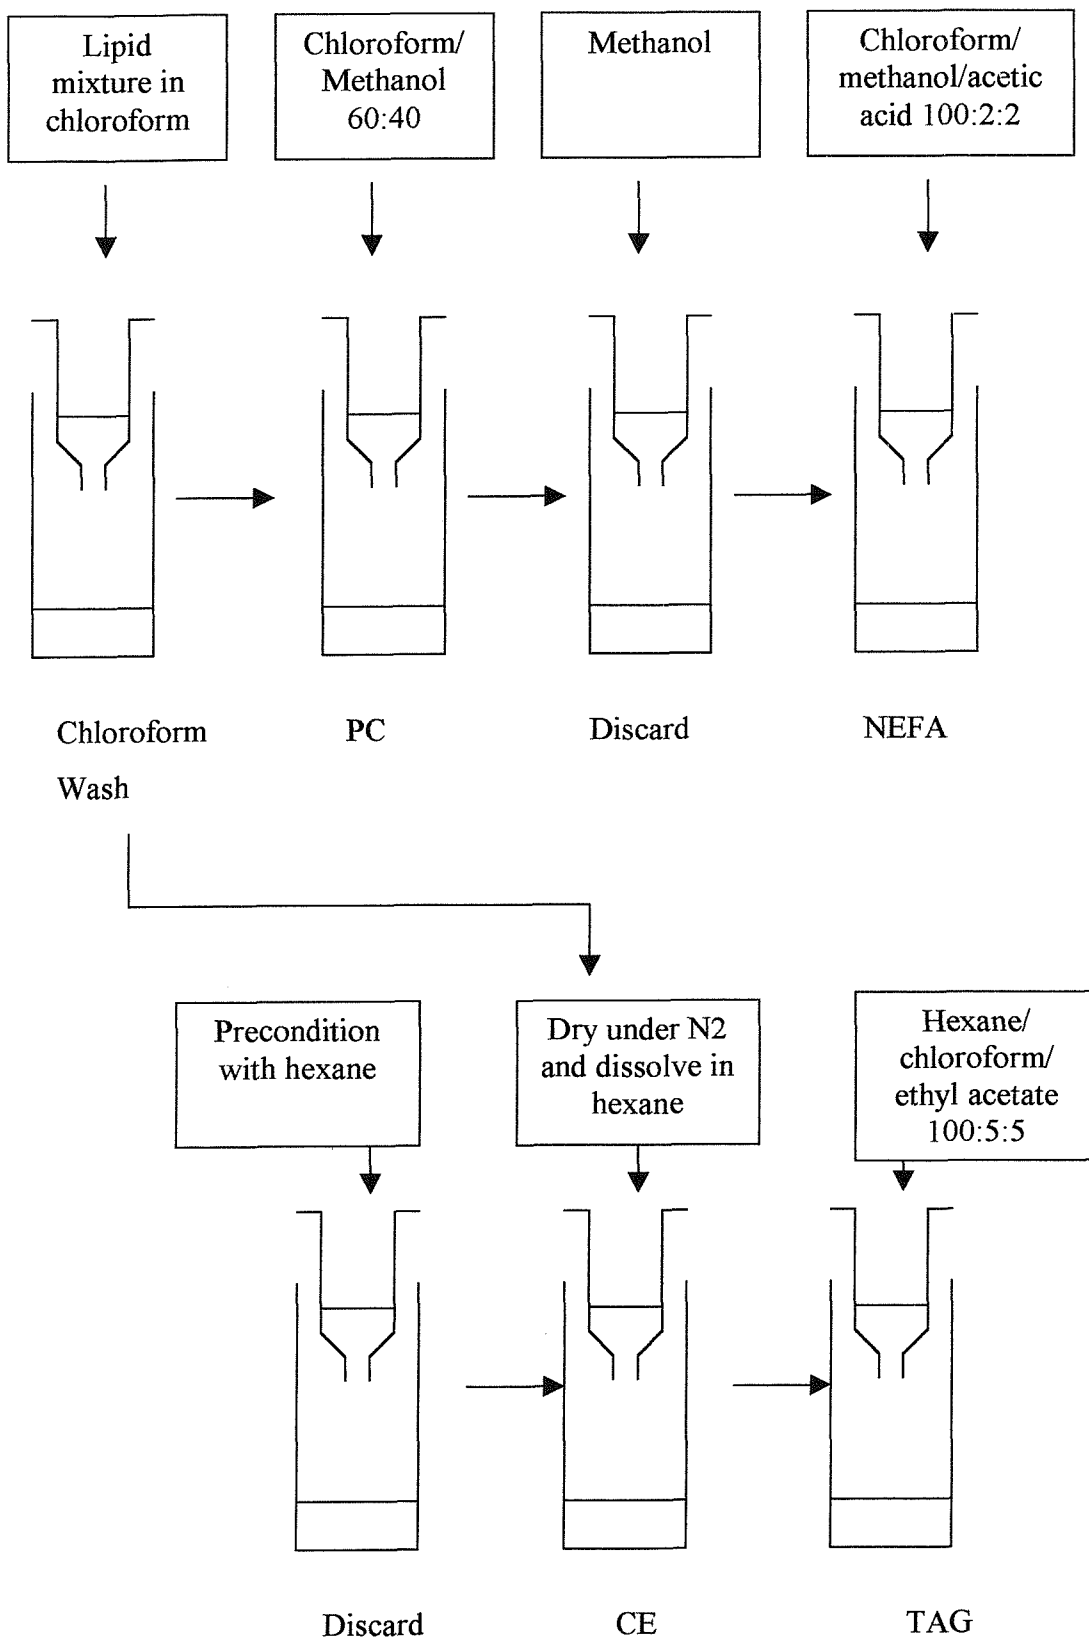 Lipid
mixture in
chloroform
Chloroform/
Methanol
60:40
Methanol
Chloroform/
methanol/acetic
acid 100:2:2
Chloroform
Wash
PC
Discard
NEFA
Precondition
with hexane
Dry under N2
and dissolve in
hexane
Hexane/
chloroform/
ethyl acetate
100:5:5
Discard
CE
TAG